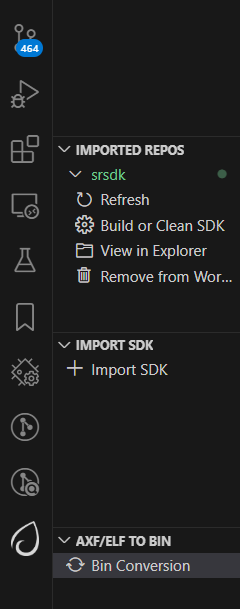 464
IMPORTED REPOS
srsdk
Refresh
Build or Clean SDK
View in Explorer
Remove from Wor...
IMPORT SDK
Import SDK
AXF/ELF TO BIN
Bin Conversion